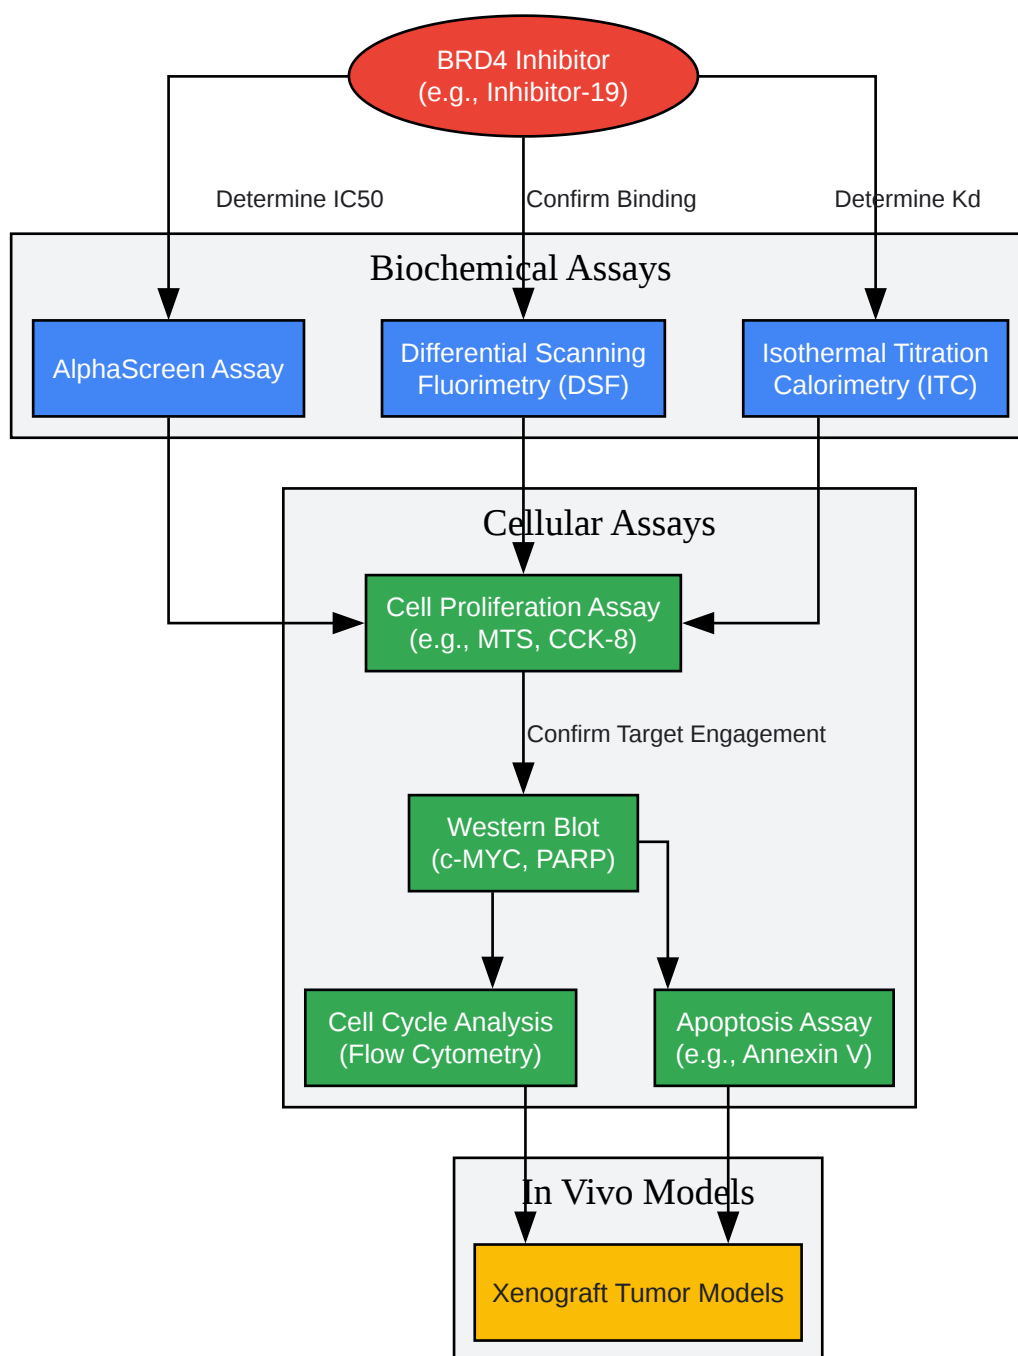 BRD4 Inhibitor
(e.g., Inhibitor-19)
Determine IC50
Confirm Binding
Determine Kd
Biochemical Assays
AlphaScreen Assay
Differential Scanning
Fluorimetry (DSF)
Isothermal Titration
Calorimetry (ITC)
Cellular Assays
Cell Proliferation Assay
(e.g., MTS, CCK-8)
Confirm Target Engagement
Western Blot
(c-MYC, PARP)
Cell Cycle Analysis
(Flow Cytometry)
Apoptosis Assay
(e.g., Annexin V)
In Vivo Models
Xenograft Tumor Models